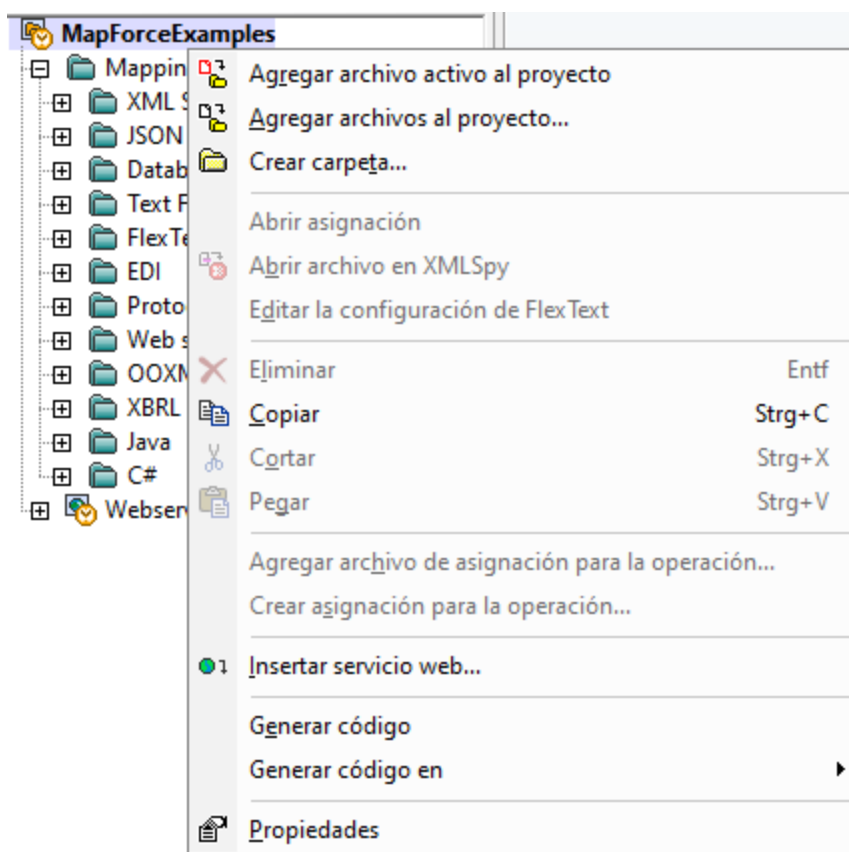 MapForceExamples
Mappin
XML S
JSON
Datab
Text F
FlexTe
EDI
Proto
Web s
OOXM
XBRL
Java
C#
Webserv
Agregar archivo activo al proyecto
Agregar archivos al proyecto...
Crear carpeta...
Abrir asignación
Abrir archivo en XMLSpy
Editar la configuración de FlexText
Eliminar Entf
Copiar Strg+C
Cortar Strg+X
Pegar Strg+V
Agregar archivo de asignación para la operación...
Crear asignación para la operación...
Insertar servicio web...
Generar código
Generar código en
Propiedades